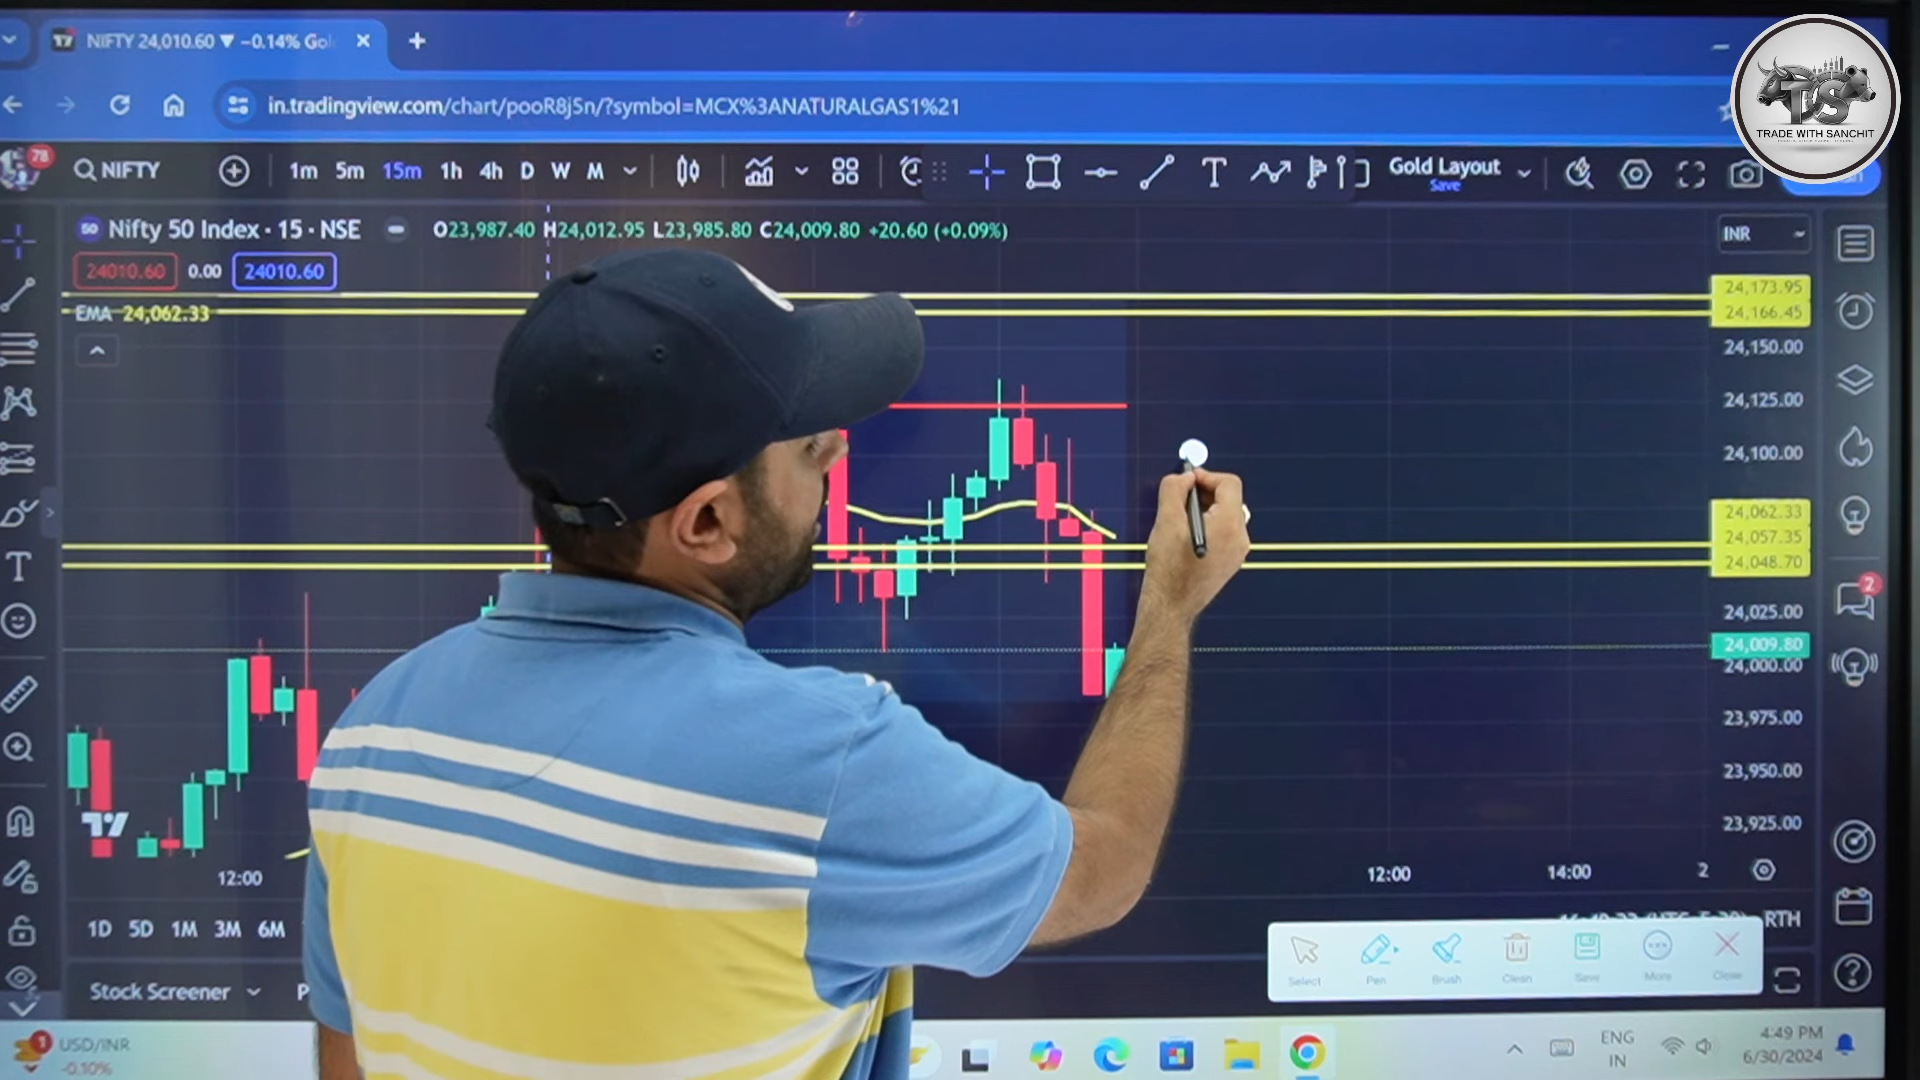 NIFTY 24,010.60 ▼ −0.14% Gol
in.tradingview.com/chart/pooR8j5n/?symbol=MCX%3ANATURALGAS1%21
TRADE WITH SANCHIT
78
NIFTY 1m 5m 15m 1h 4h D W M Gold Layout
Save
Nifty 50 Index · 15 · NSE O23,987.40 H24,012.95 L23,985.80 C24,009.80 +20.60 (+0.09%) INR
50
24010.60 0.00 24010.60
EMA 24,062.33
24,173.95
24,166.45
24,150.00
24,125.00
24,100.00
24,062.33
24,057.35
24,048.70
2
24,025.00
24,009.80
24,000.00
23,975.00
23,950.00
23,925.00
12:00 12:00 14:00 2
1D 5D 1M 3M 6M RTH
Select Pen Brush Clean Save More Close
Stock Screener P
1
USD/INR
-0.10%
ENG
IN
4:49 PM
6/30/2024